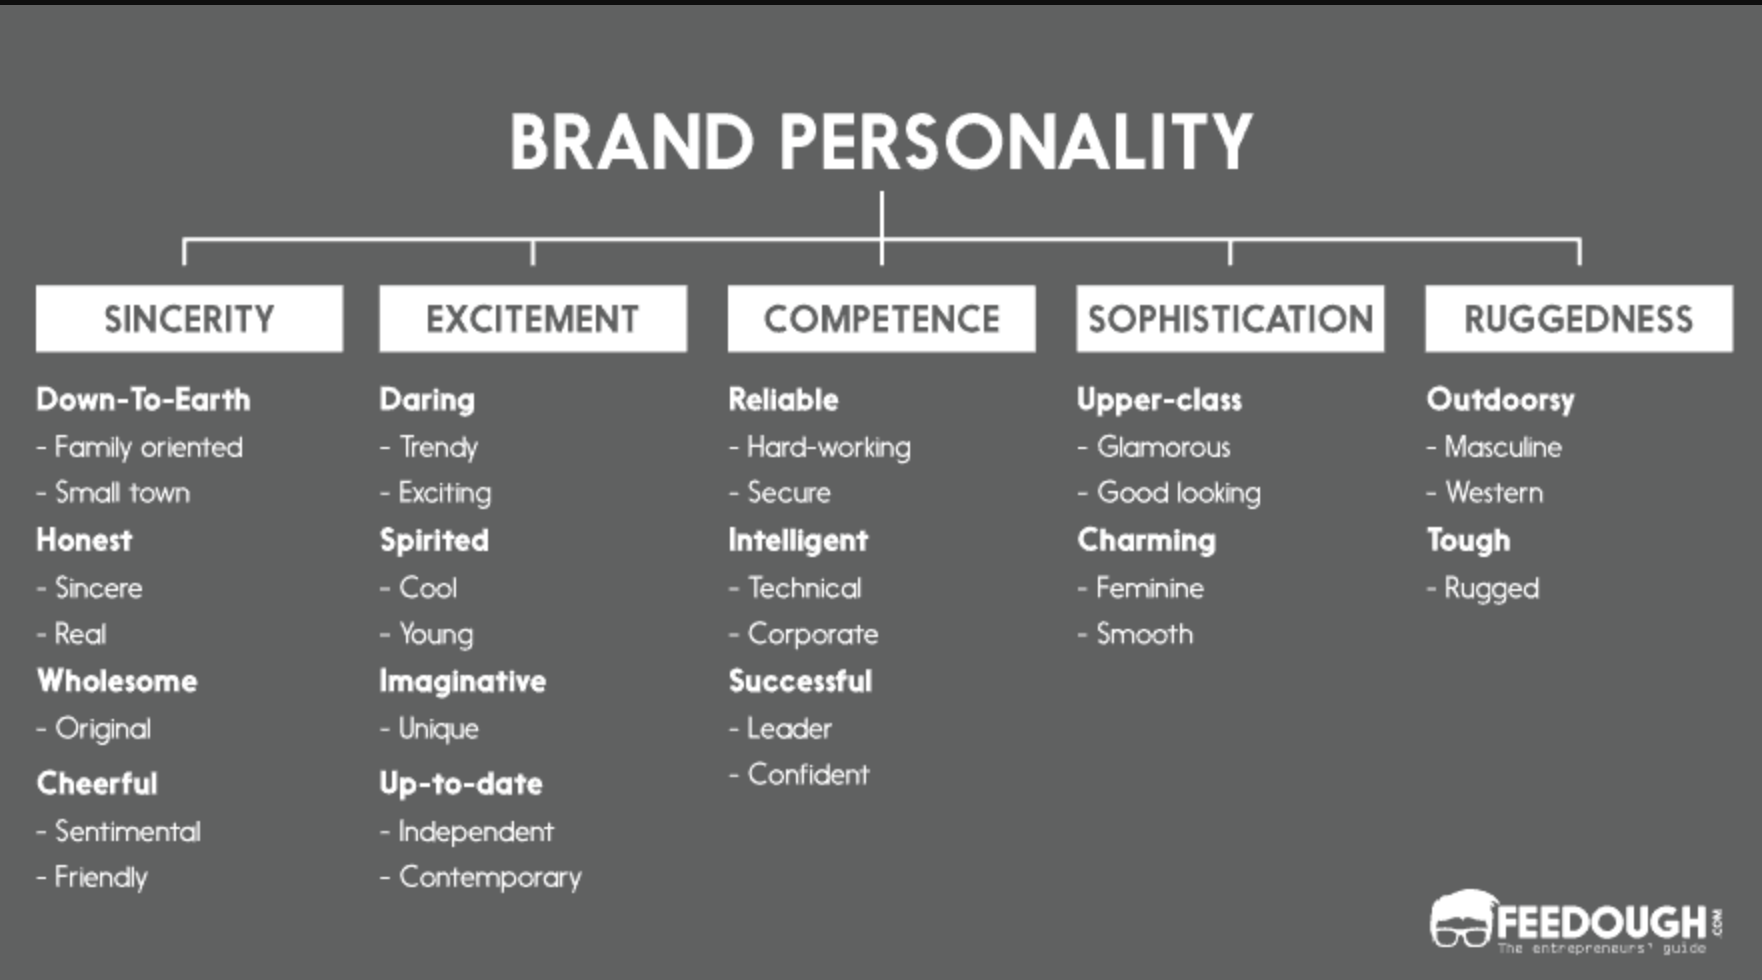 BRAND PERSONALITY
SINCERITY
Down-To-Earth
- Family oriented
- Small town
Honest
- Sincere
- Real
Wholesome
- Original
Cheerful
- Sentimental
- Friendly
EXCITEMENT
Daring
- Trendy
- Exciting
Spirited
- Cool
- Young
Imaginative
- Unique
Up-to-date
- Independent
- Contemporary
COMPETENCE
Reliable
- Hard-working
- Secure
Intelligent
- Technical
- Corporate
Successful
- Leader
- Confident
SOPHISTICATION
Upper-class
- Glamorous
- Good looking
Charming
- Feminine
- Smooth
RUGGEDNESS
Outdoorsy
- Masculine
- Western
Tough
- Rugged
FEEDOUGH.COM
The entrepreneurs' guide